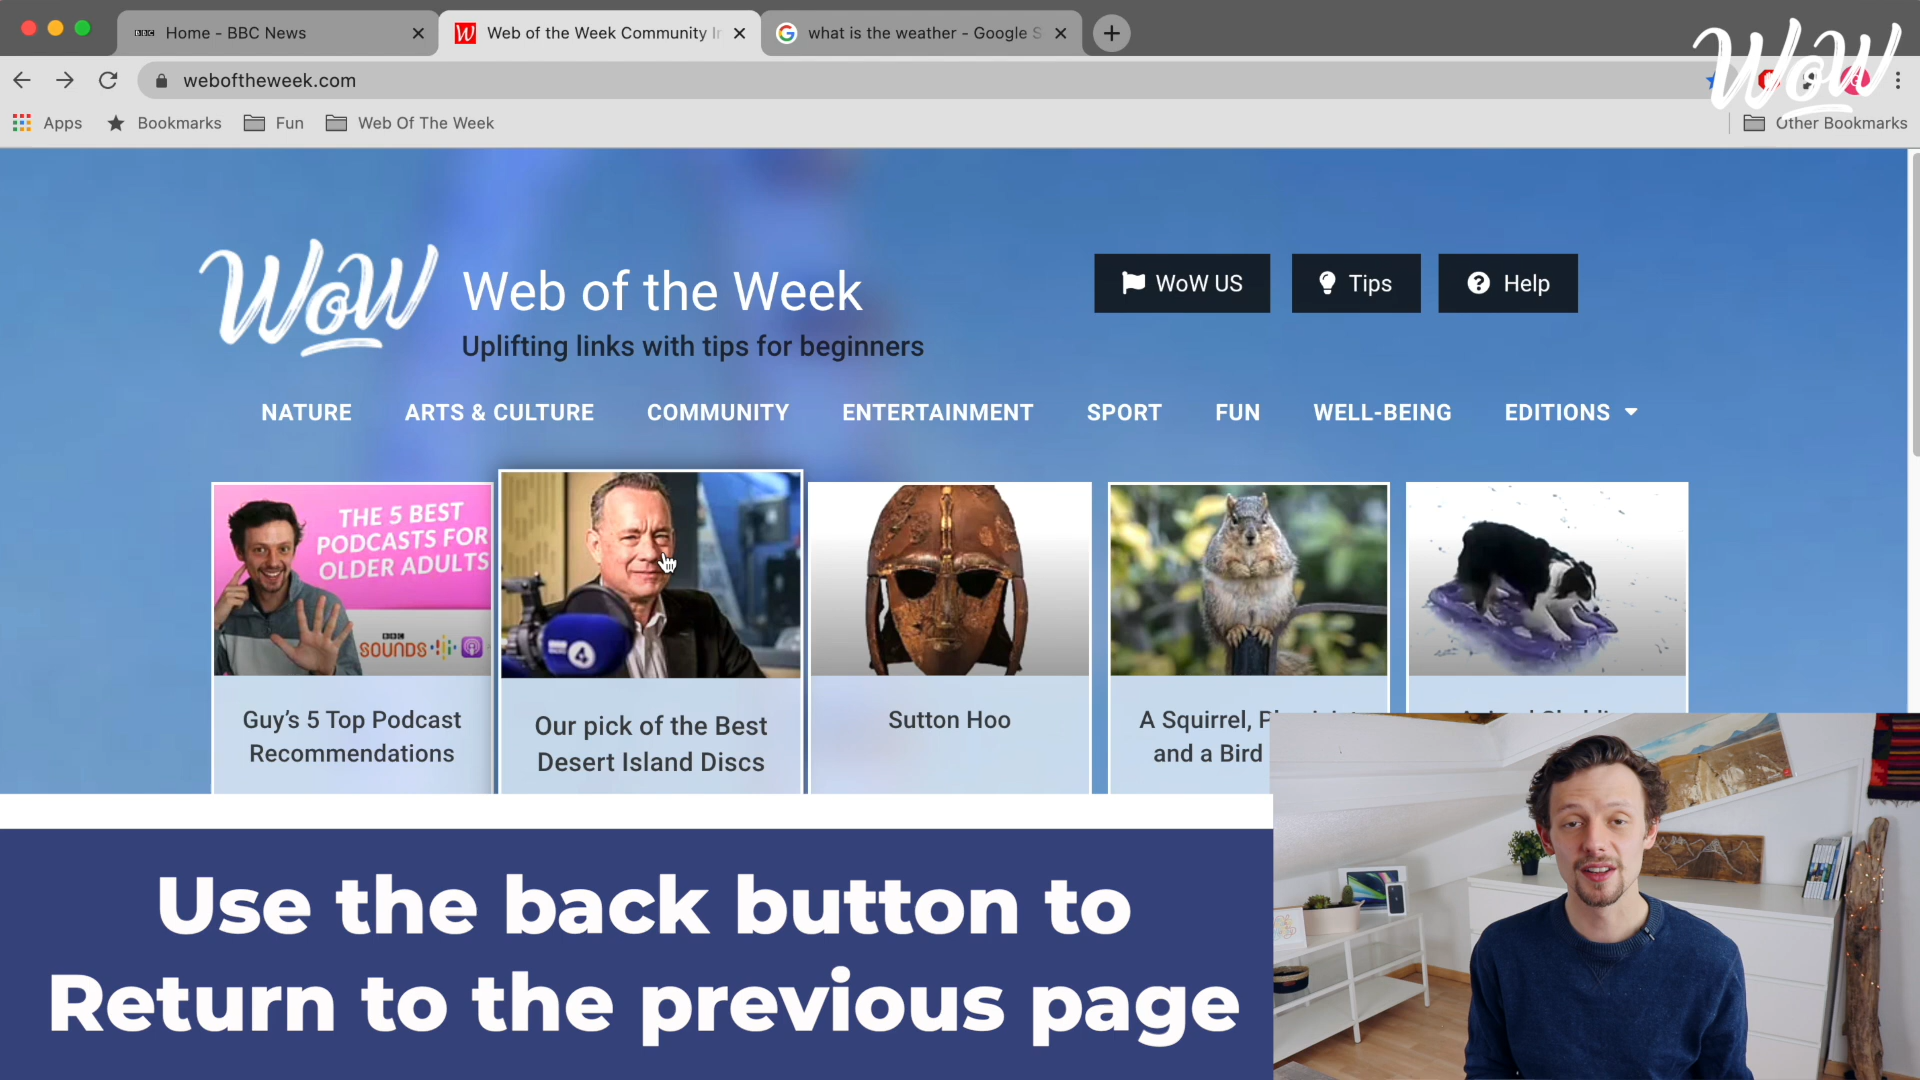 BBC Home - BBC News
Web of the Week Community
what is the weather - Google S
WoW
weboftheweek.com
Apps
Bookmarks
Fun
Web Of The Week
Other Bookmarks
WoW
Web of the Week
Uplifting links with tips for beginners
WoW US
Tips
Help
NATURE
ARTS & CULTURE
COMMUNITY
ENTERTAINMENT
SPORT
FUN
WELL-BEING
EDITIONS
THE 5 BEST
PODCASTS FOR
OLDER ADULTS
BBC
SOUNDS
4
Guy's 5 Top Podcast
Recommendations
Our pick of the Best
Desert Island Discs
Sutton Hoo
A Squirrel,
and a Bird
Use the back button to
Return to the previous page